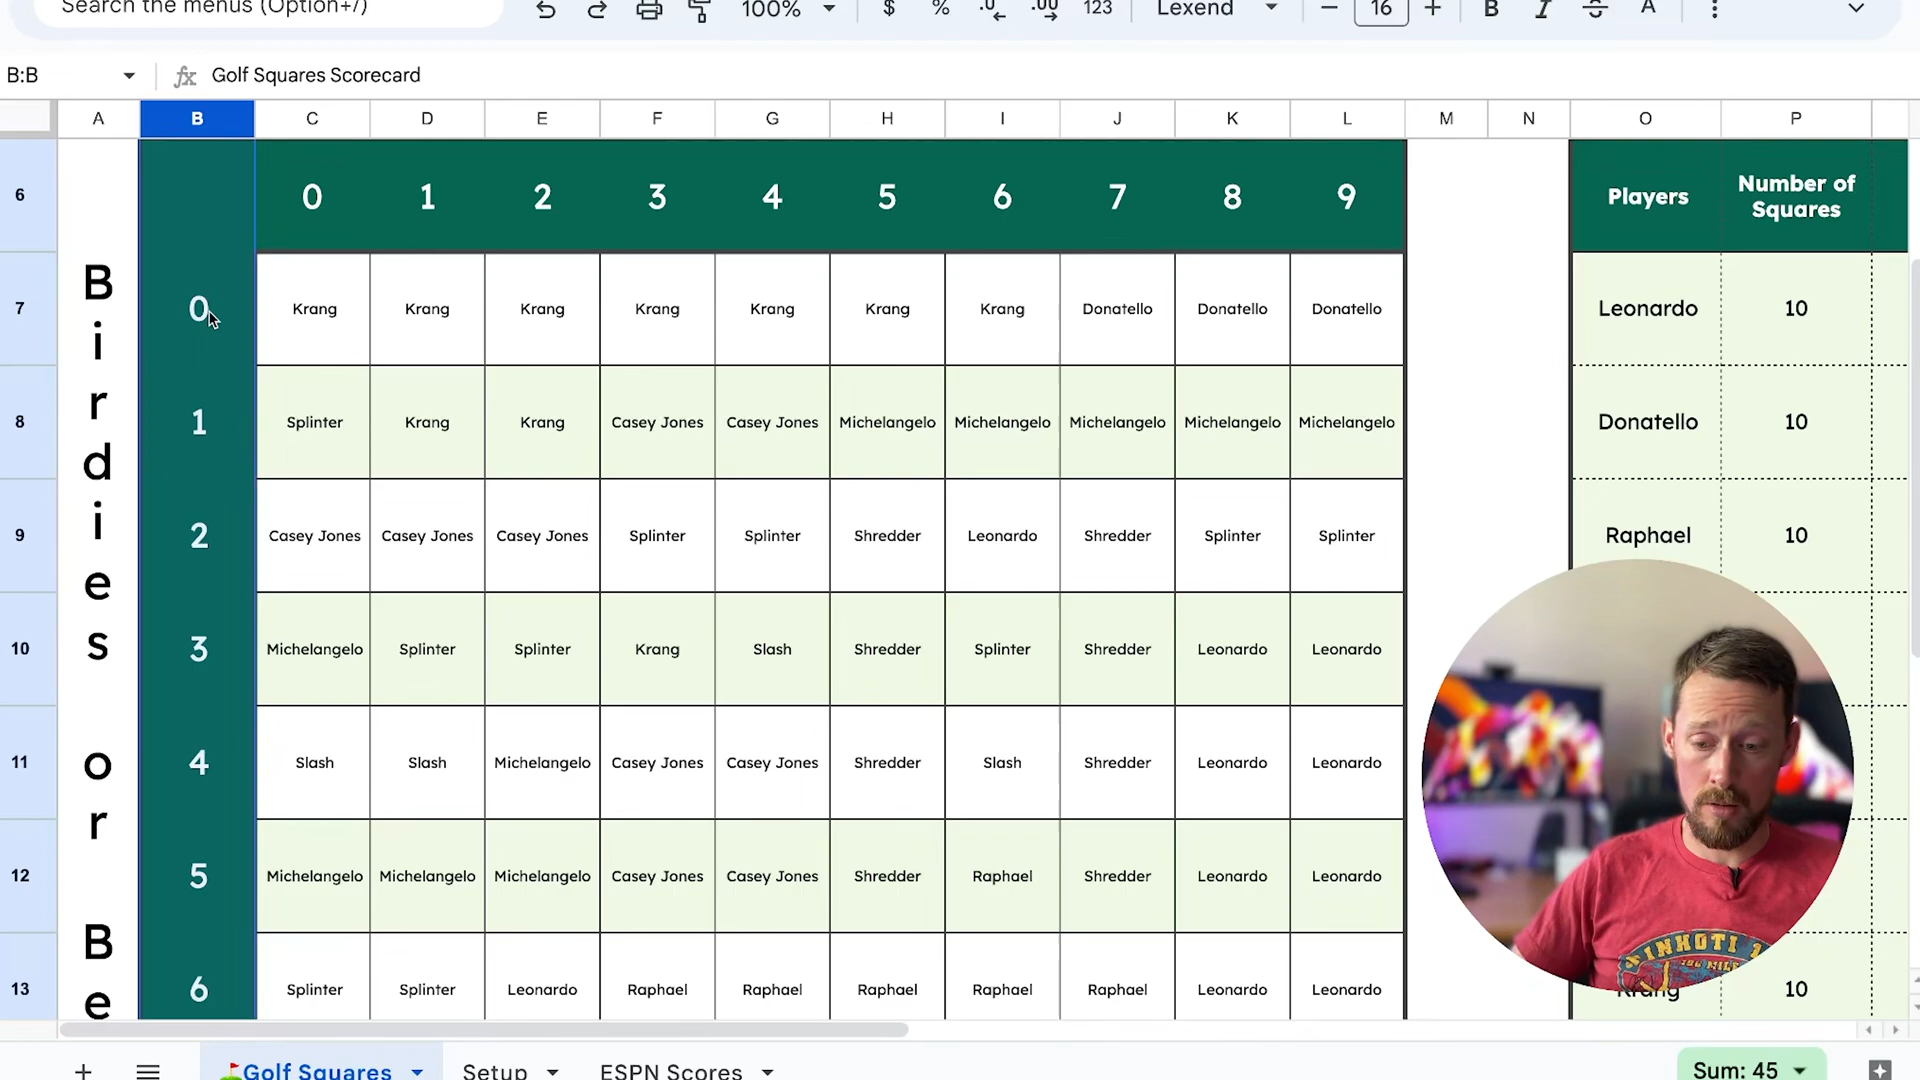 Search the menus (Option+/)
100% $ % .0 .00 123 Lexend 16 B I S A
B:B fx Golf Squares Scorecard
A B C D E F G H I J K L M N O P
6 0 1 2 3 4 5 6 7 8 9 Players Number of Squares
7 0 Krang Krang Krang Krang Krang Krang Krang Donatello Donatello Donatello Leonardo 10
8 1 Splinter Krang Krang Casey Jones Casey Jones Michelangelo Michelangelo Michelangelo Michelangelo Michelangelo Donatello 10
9 2 Casey Jones Casey Jones Casey Jones Splinter Splinter Shredder Leonardo Shredder Splinter Splinter Raphael 10
10 3 Michelangelo Splinter Splinter Krang Slash Shredder Splinter Shredder Leonardo Leonardo
11 4 Slash Slash Michelangelo Casey Jones Casey Jones Shredder Slash Shredder Leonardo Leonardo
12 5 Michelangelo Michelangelo Michelangelo Casey Jones Casey Jones Shredder Raphael Shredder Leonardo Leonardo
13 6 Splinter Splinter Leonardo Raphael Raphael Raphael Raphael Raphael Leonardo Leonardo Krang 10
Birdies or Be
Golf Squares Setup ESPN Scores Sum: 45